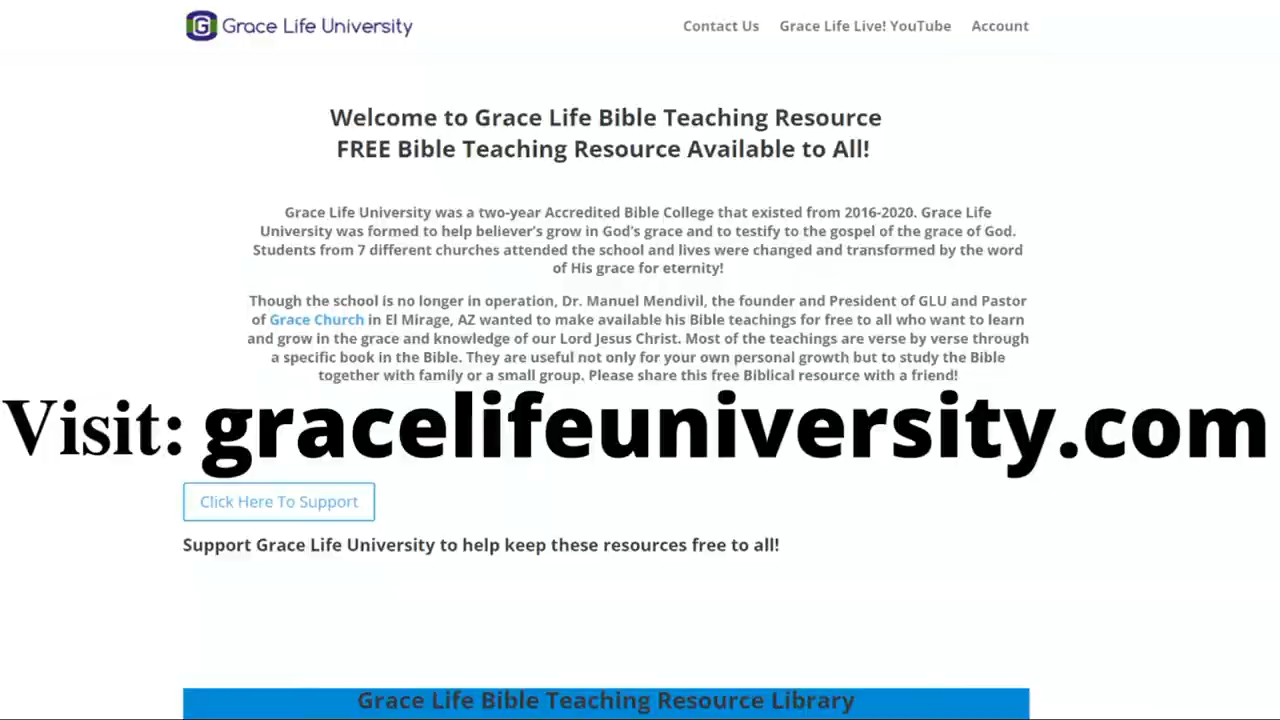 Grace Life University
Contact Us
Grace Life Live! YouTube
Account
Welcome to Grace Life Bible Teaching Resource
FREE Bible Teaching Resource Available to All!
Grace Life University was a two-year Accredited Bible College that existed from 2016-2020. Grace Life
University was formed to help believer's grow in God's grace and to testify to the gospel of the grace of God.
Students from 7 different churches attended the school and lives were changed and transformed by the word
of His grace for eternity!
Though the school is no longer in operation, Dr. Manuel Mendivil, the founder and President of GLU and Pastor
of Grace Church in El Mirage, AZ wanted to make available his Bible teachings for free to all who want to learn
and grow in the grace and knowledge of our Lord Jesus Christ. Most of the teachings are verse by verse through
a specific book in the Bible. They are useful not only for your own personal growth but to study the Bible
together with family or a small group. Please share this free Biblical resource with a friend!
Visit: gracelifeuniversity.com
Click Here To Support
Support Grace Life University to help keep these resources free to all!
Grace Life Bible Teaching Resource Library